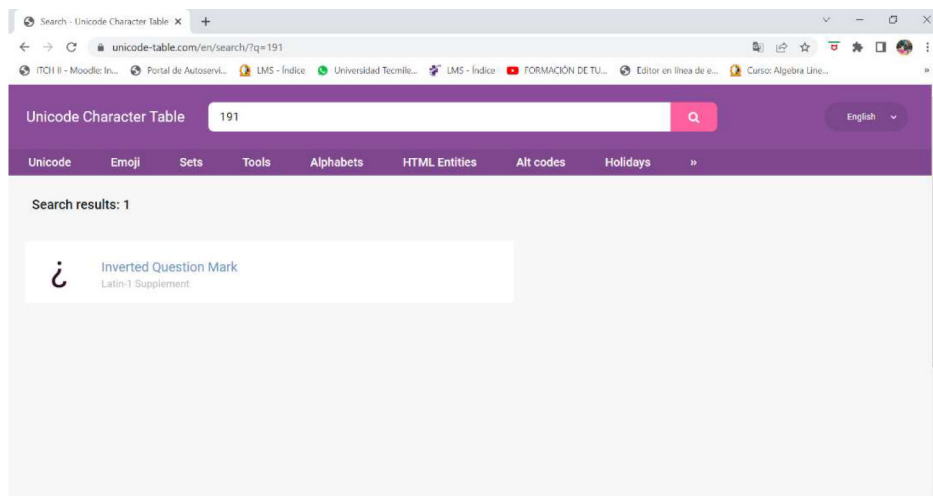 Search - Unicode Character Table
unicode-table.com/en/search/?q=191
ITCH II - Moodle: In... Portal de Autoservi... LMS - Índice Universidad Tecmile... LMS - Índice FORMACIÓN DE TU... Editor en línea de e... Curso: Algebra Line... »
Unicode Character Table 191 English
Unicode Emoji Sets Tools Alphabets HTML Entities Alt codes Holidays »
Search results: 1
¿ Inverted Question Mark
Latin-1 Supplement